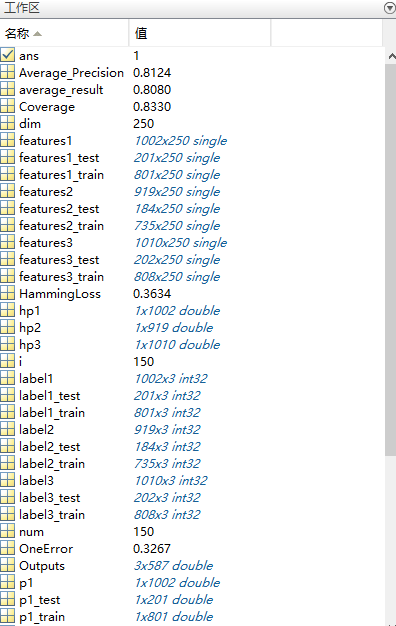 工作区
名称 值
ans 1
Average_Precision 0.8124
average_result 0.8080
Coverage 0.8330
dim 250
features1 1002x250 single
features1_test 201x250 single
features1_train 801x250 single
features2 919x250 single
features2_test 184x250 single
features2_train 735x250 single
features3 1010x250 single
features3_test 202x250 single
features3_train 808x250 single
HammingLoss 0.3634
hp1 1x1002 double
hp2 1x919 double
hp3 1x1010 double
i 150
label1 1002x3 int32
label1_test 201x3 int32
label1_train 801x3 int32
label2 919x3 int32
label2_test 184x3 int32
label2_train 735x3 int32
label3 1010x3 int32
label3_test 202x3 int32
label3_train 808x3 int32
num 150
OneError 0.3267
Outputs 3x587 double
p1 1x1002 double
p1_test 1x201 double
p1_train 1x801 double